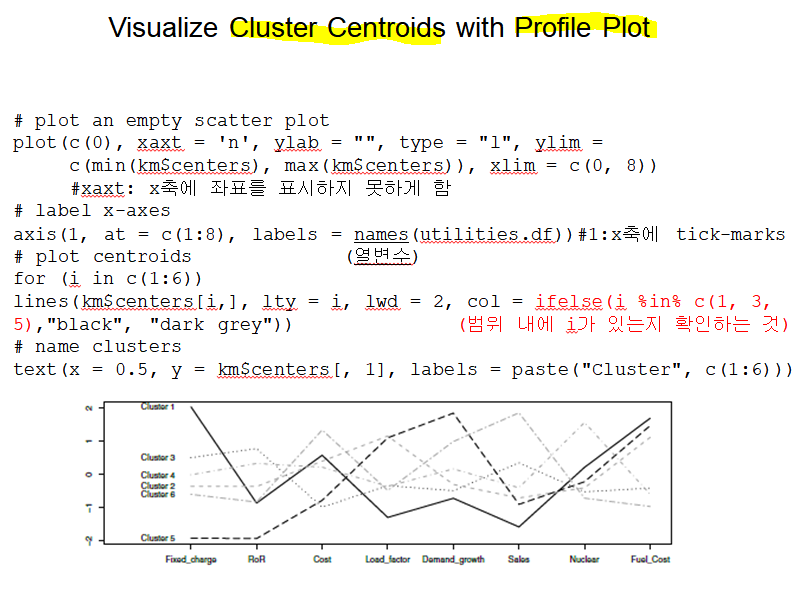 Visualize Cluster Centroids with Profile Plot
# plot an empty scatter plot
plot(c(0), xaxt = 'n', ylab = "", type = "l", ylim =
c(min(km$centers), max(km$centers)), xlim = c(0, 8))
#xaxt: x축에 좌표를 표시하지 못하게 함
# label x-axes
axis(1, at = c(1:8), labels = names(utilities.df))#1:x축에 tick-marks
# plot centroids (열변수)
for (i in c(1:6))
lines(km$centers[i,], lty = i, lwd = 2, col = ifelse(i %in% c(1, 3,
5),"black", "dark grey")) (범위 내에 i가 있는지 확인하는 것)
# name clusters
text(x = 0.5, y = km$centers[, 1], labels = paste("Cluster", c(1:6)))
2
1
0
-1
-2
Cluster 1
Cluster 3
Cluster 4
Cluster 2
Cluster 6
Cluster 5
Fixed_charge RoR Cost Load_factor Demand_growth Sales Nuclear Fuel_Cost